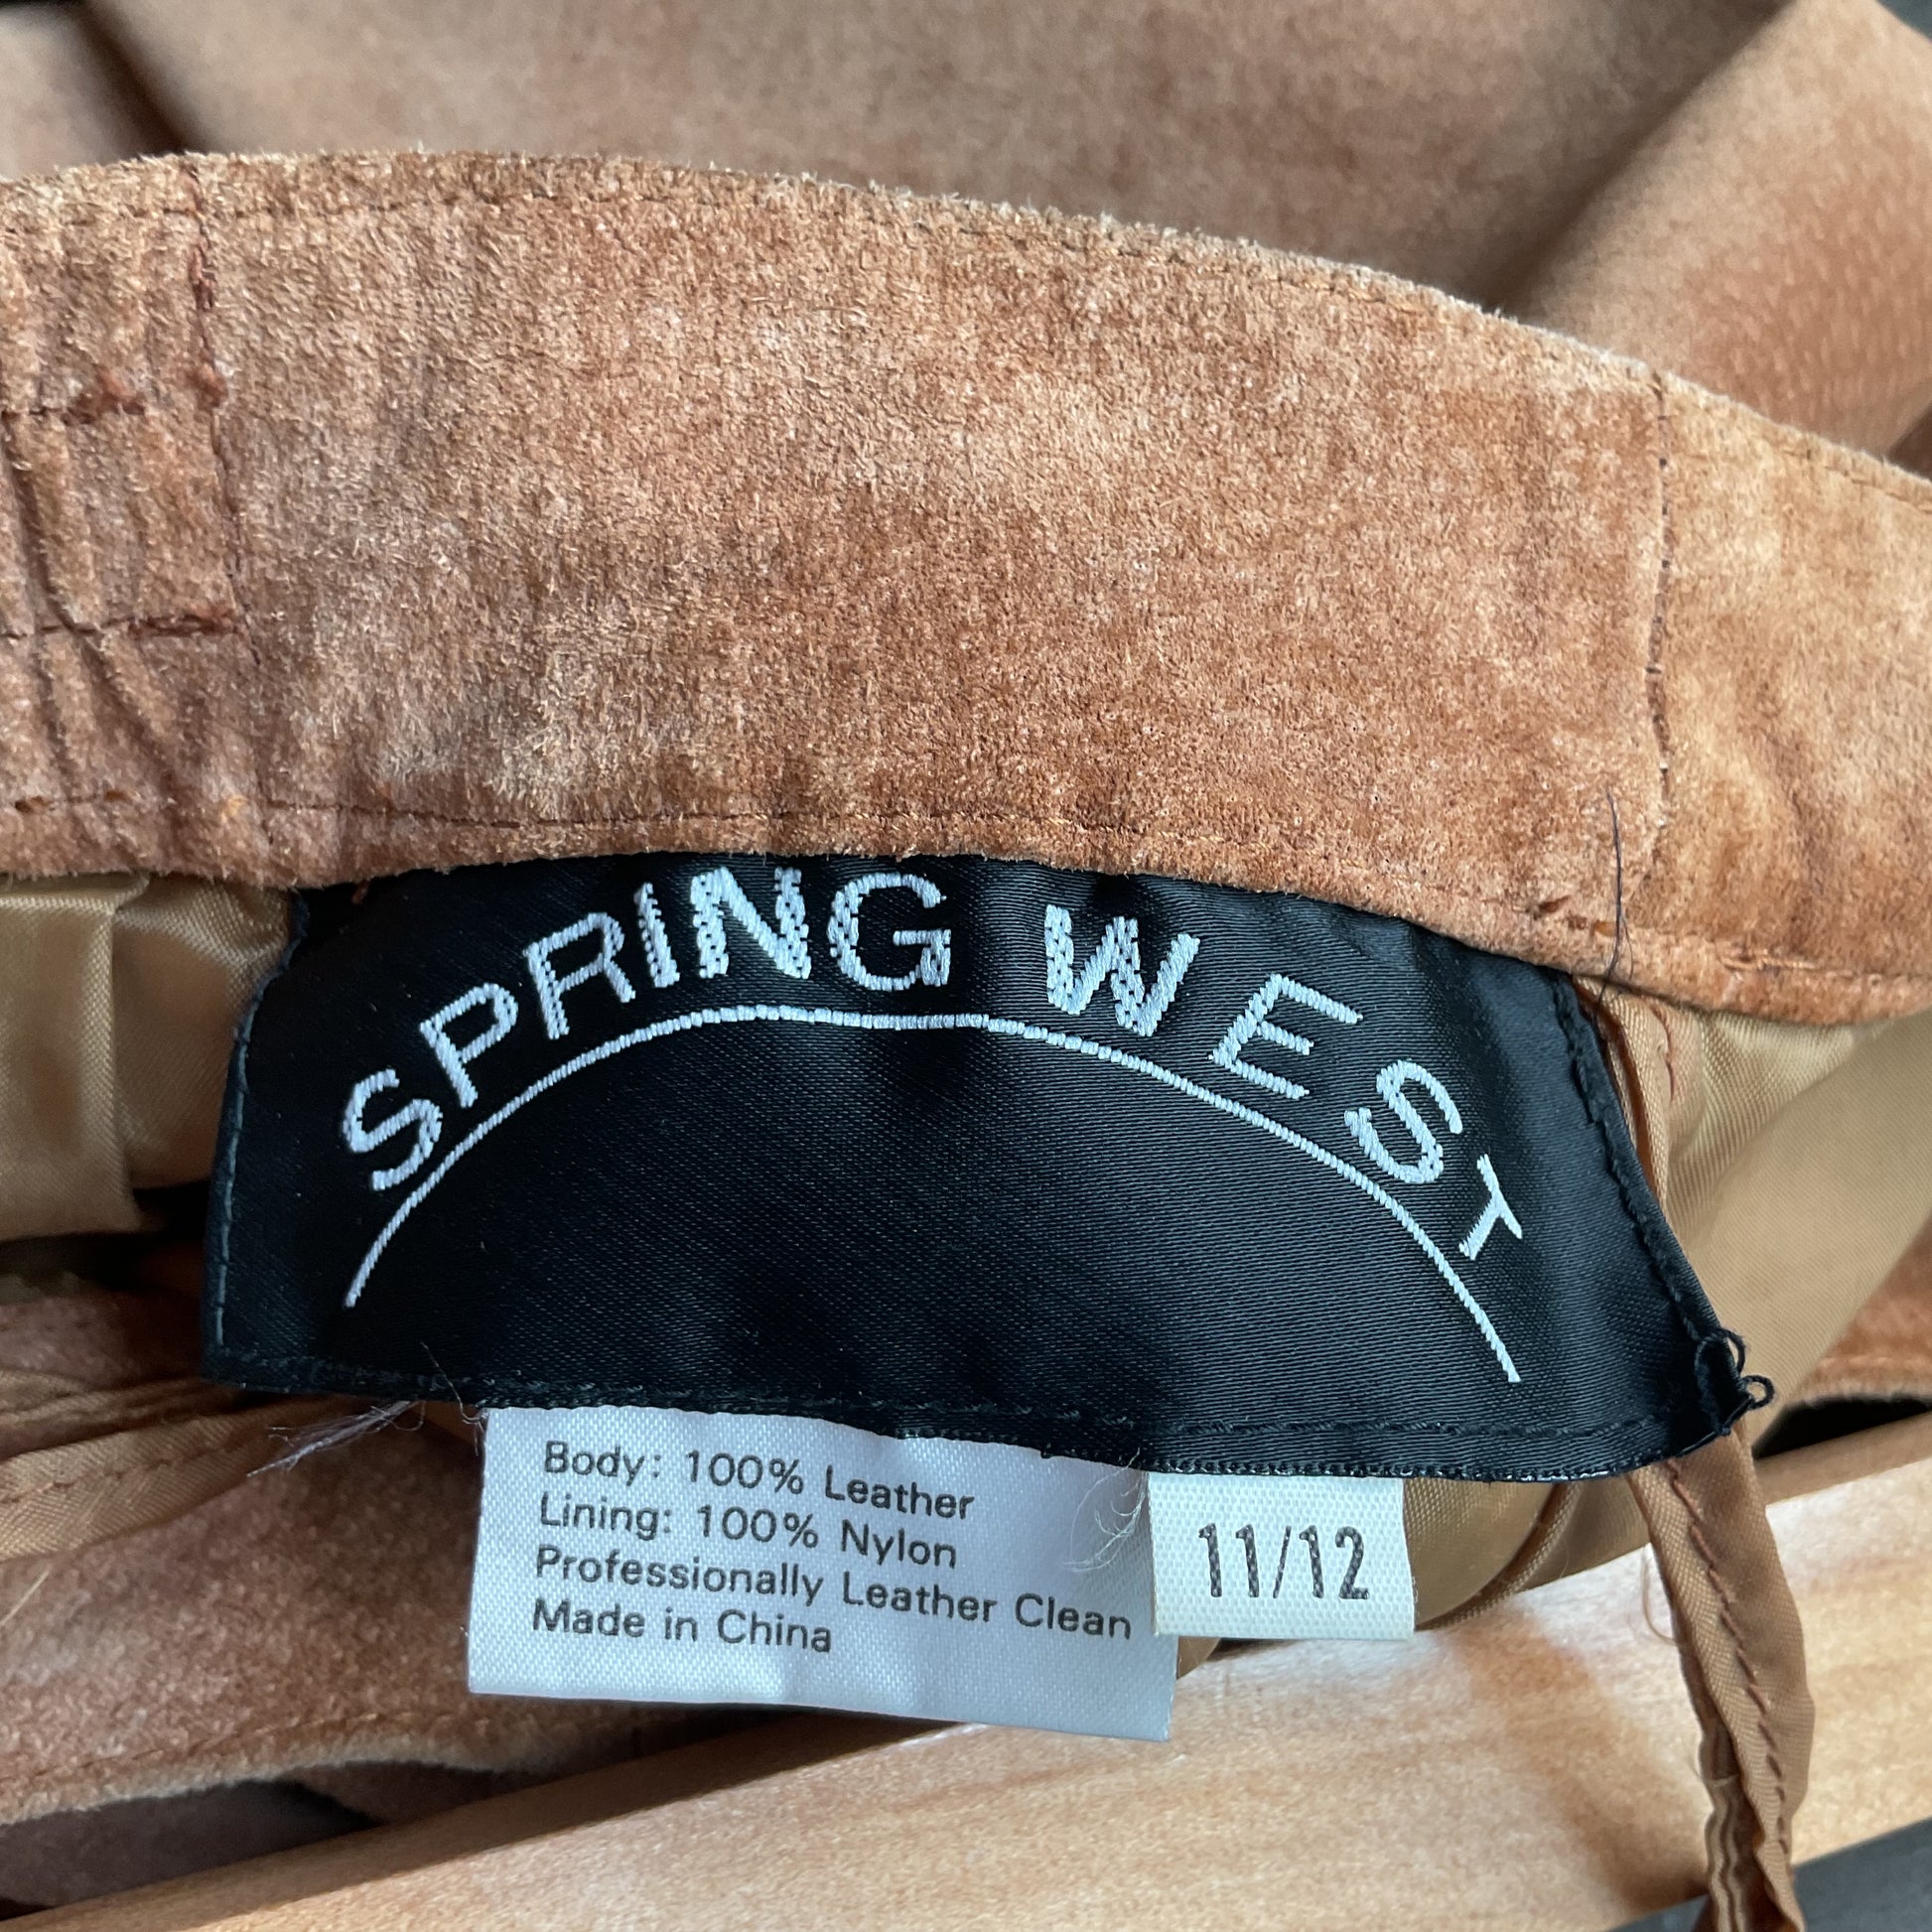 SPRING WEST
Body: 100% Leather
Lining: 100% Nylon
Professionally Leather Clean
Made in China
11/12